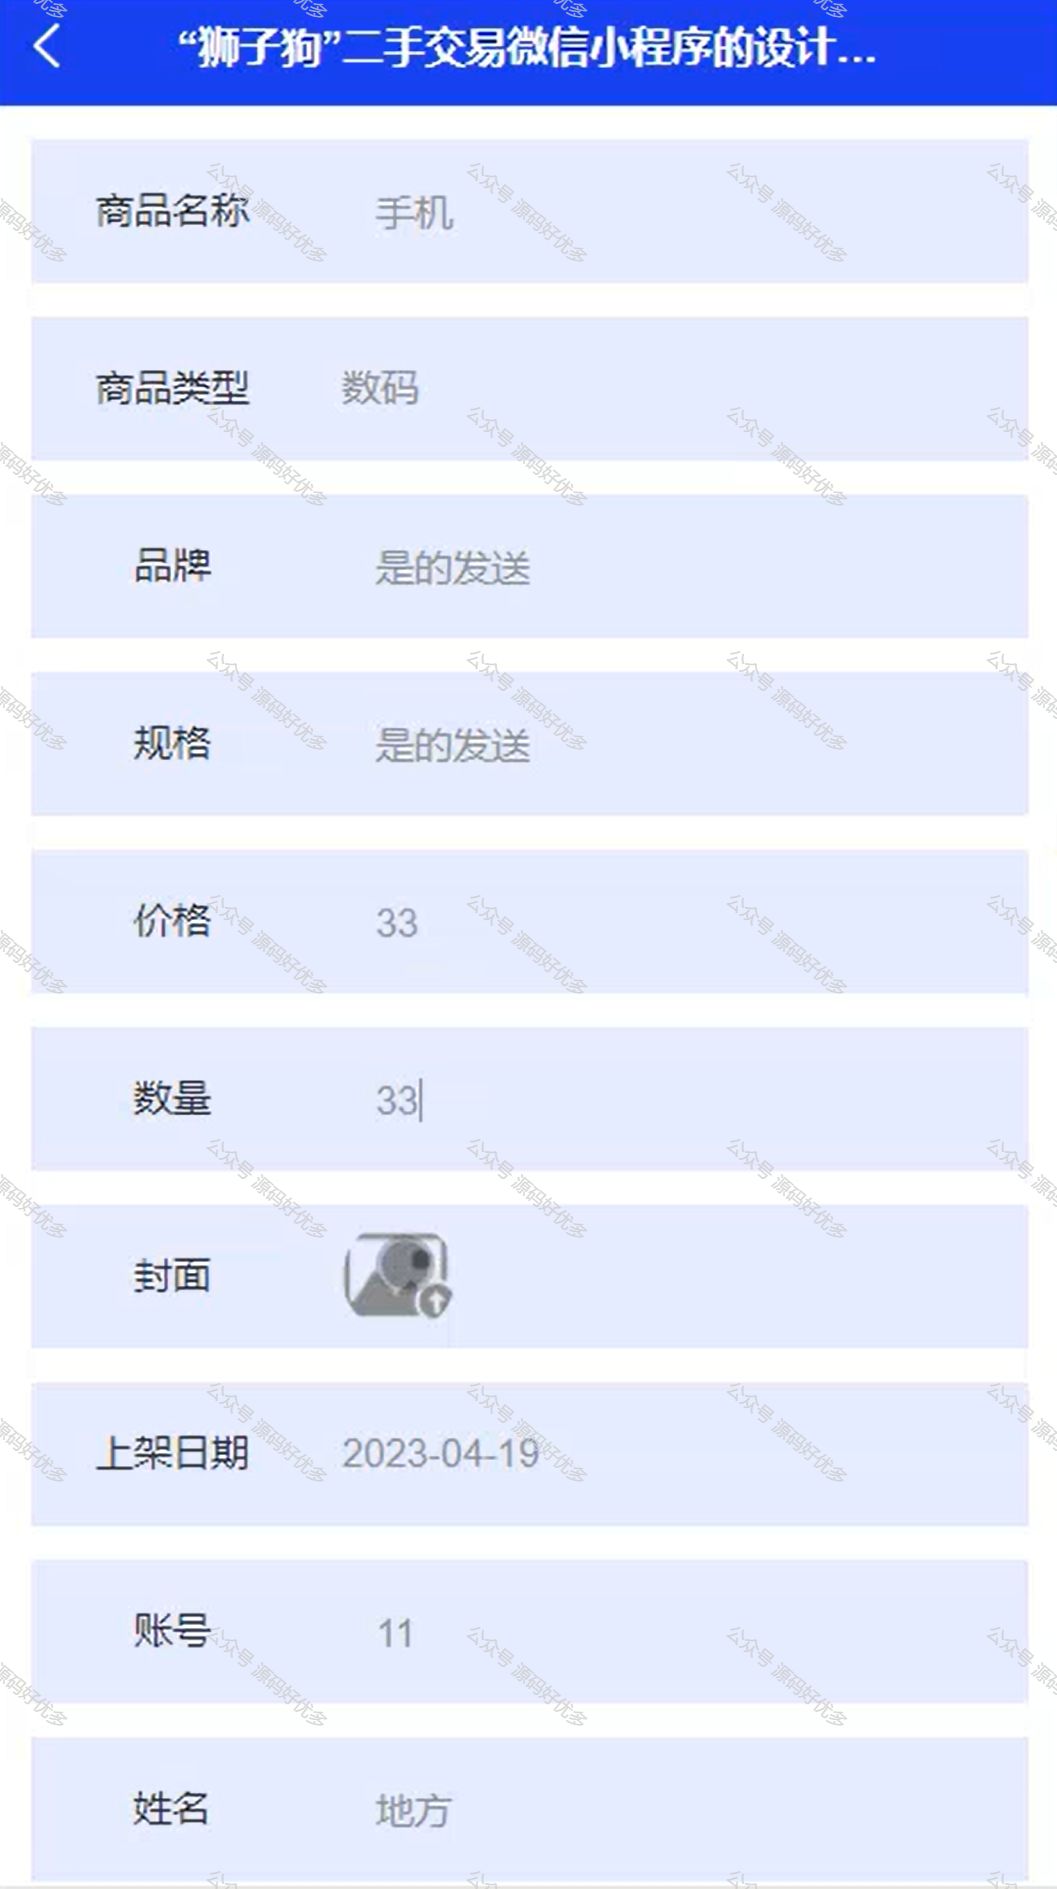 “狮子狗”二手交易微信小程序的设计...
商品名称 手机
商品类型 数码
品牌 是的发送
规格 是的发送
价格 33
数量 33
封面
上架日期 2023-04-19
账号 11
姓名 地方
公众号 源码好优多